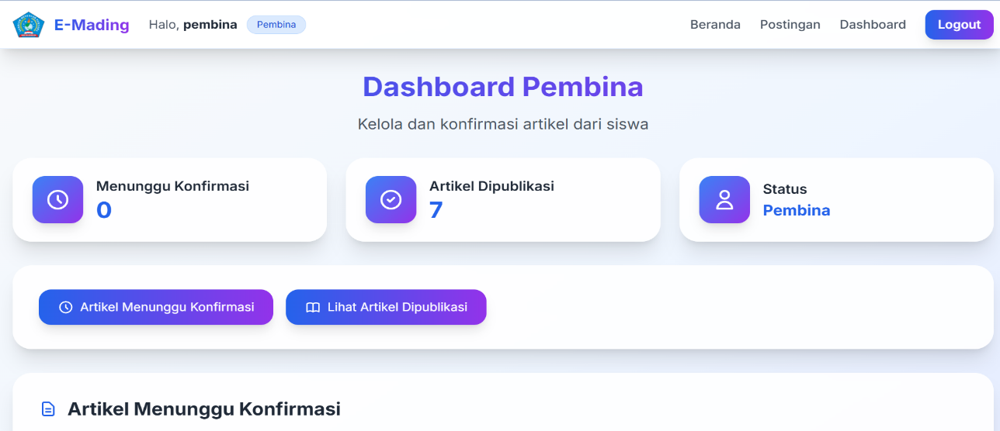 E-Mading
Halo, pembina
Pembina
Beranda
Postingan
Dashboard
Logout
Dashboard Pembina
Kelola dan konfirmasi artikel dari siswa
Menunggu Konfirmasi
0
Artikel Dipublikasi
7
Status
Pembina
Artikel Menunggu Konfirmasi
Lihat Artikel Dipublikasi
Artikel Menunggu Konfirmasi